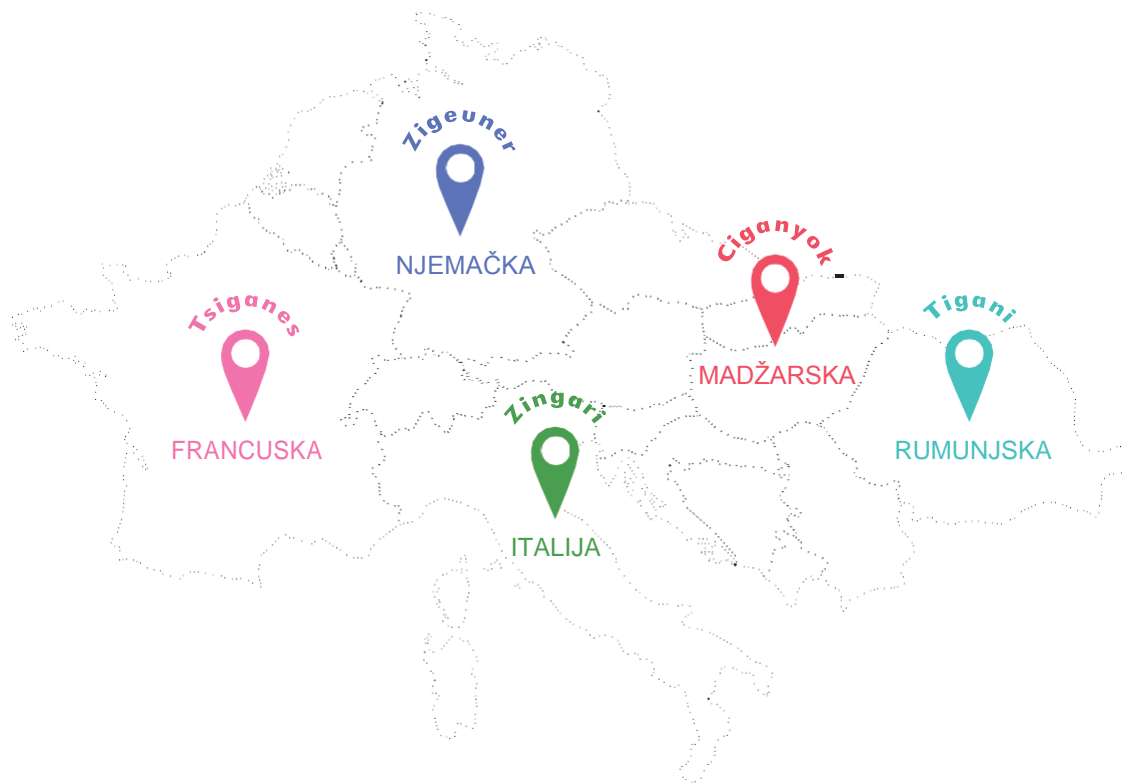 Zigeuner
NJEMAČKA
Ciganyok
MADŽARSKA
Tsiganes
FRANCUSKA
Tigani
RUMUNJSKA
Zingari
ITALIJA